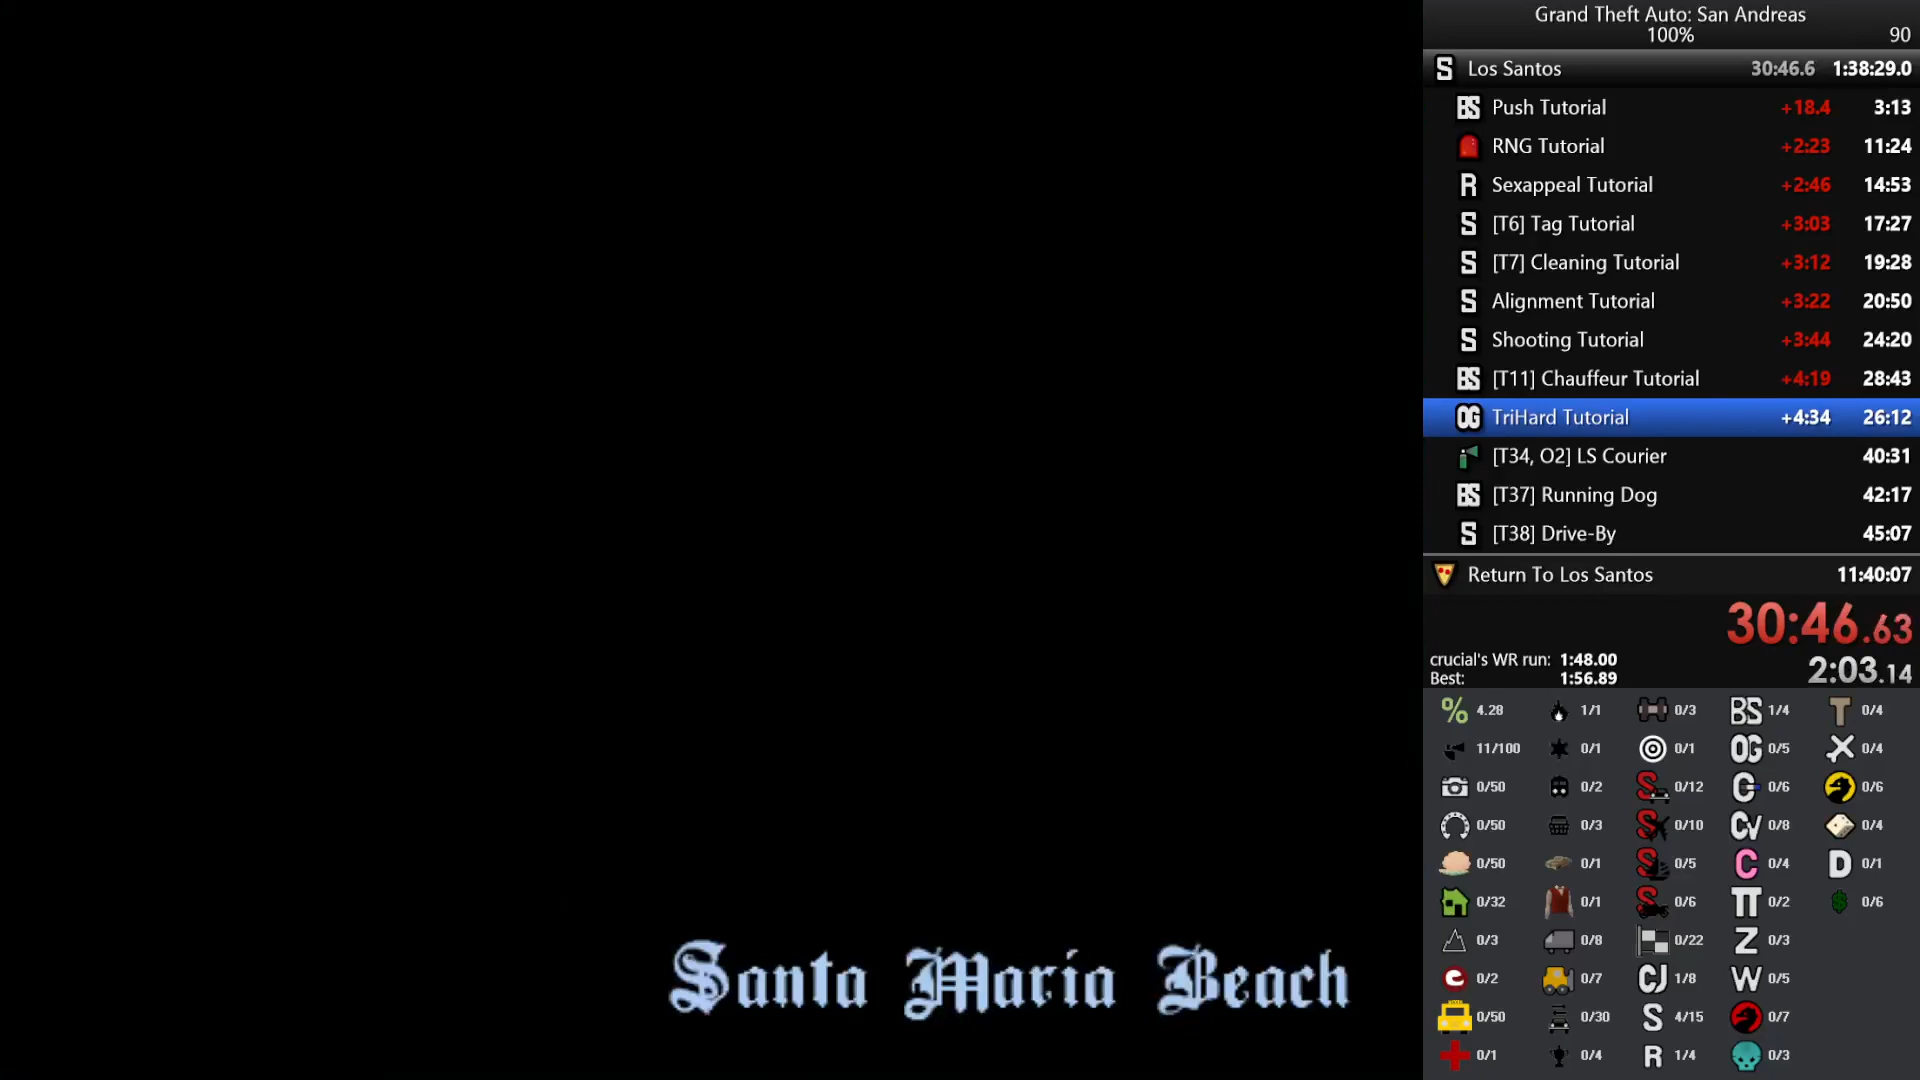 Grand Theft Auto: San Andreas
100% 90
S Los Santos 30:46.6 1:38:29.0
BS Push Tutorial +18.4 3:13
RNG Tutorial +2:23 11:24
R Sexappeal Tutorial +2:46 14:53
S [T6] Tag Tutorial +3:03 17:27
S [T7] Cleaning Tutorial +3:12 19:28
S Alignment Tutorial +3:22 20:50
S Shooting Tutorial +3:44 24:20
BS [T11] Chauffeur Tutorial +4:19 28:43
OG TriHard Tutorial +4:34 26:12
[T34, O2] LS Courier 40:31
BS [T37] Running Dog 42:17
S [T38] Drive-By 45:07
Return To Los Santos 11:40:07
30:46.63
crucial's WR run: 1:48.00
Best: 1:56.89
2:03.14
% 4.28 1/1 0/3 BS 1/4 T 0/4
11/100 0/1 0/1 OG 0/5 0/4
0/50 0/2 S 0/12 C 0/6 0/6
0/50 0/3 S 0/10 CV 0/8 0/4
0/50 0/1 S 0/5 C 0/4 D 0/1
0/32 0/1 S 0/6 TT 0/2 0/6
0/3 0/8 0/22 Z 0/3
e 0/2 0/7 CJ 1/8 W 0/5
0/50 0/30 S 4/15 0/7
0/1 0/4 R 1/4 0/3
Santa Maria Beach